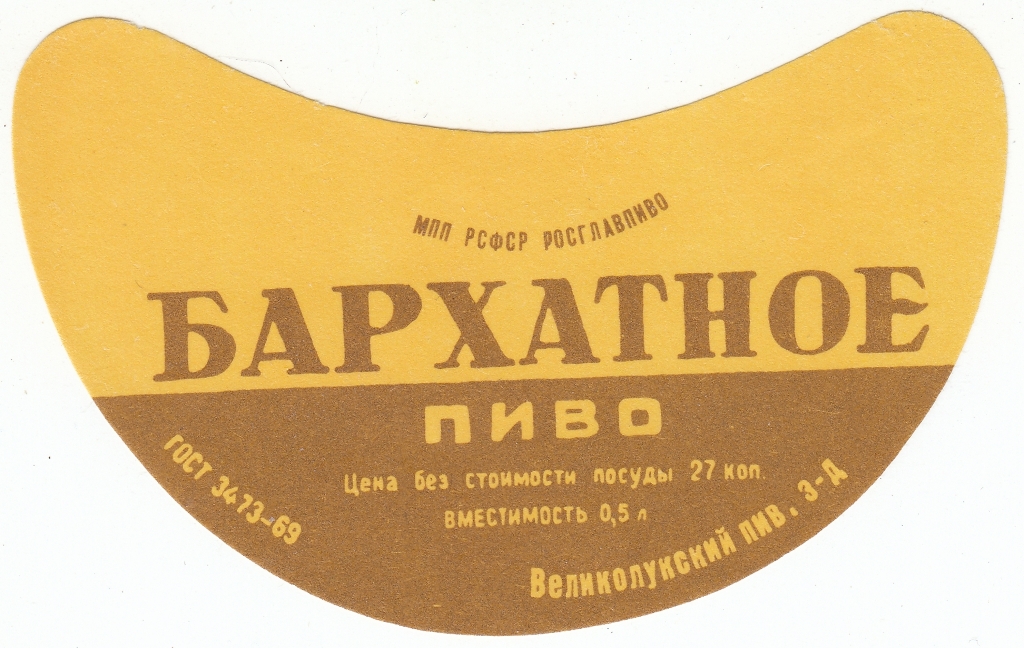 МПП РСФСР РОСГЛАВПИВО
БАРХАТНОЕ
ПИВО
Цена без стоимости посуды 27 коп.
ВМЕСТИМОСТЬ 0,5 л
ГОСТ 3473-69
Великолукский пив. з-д